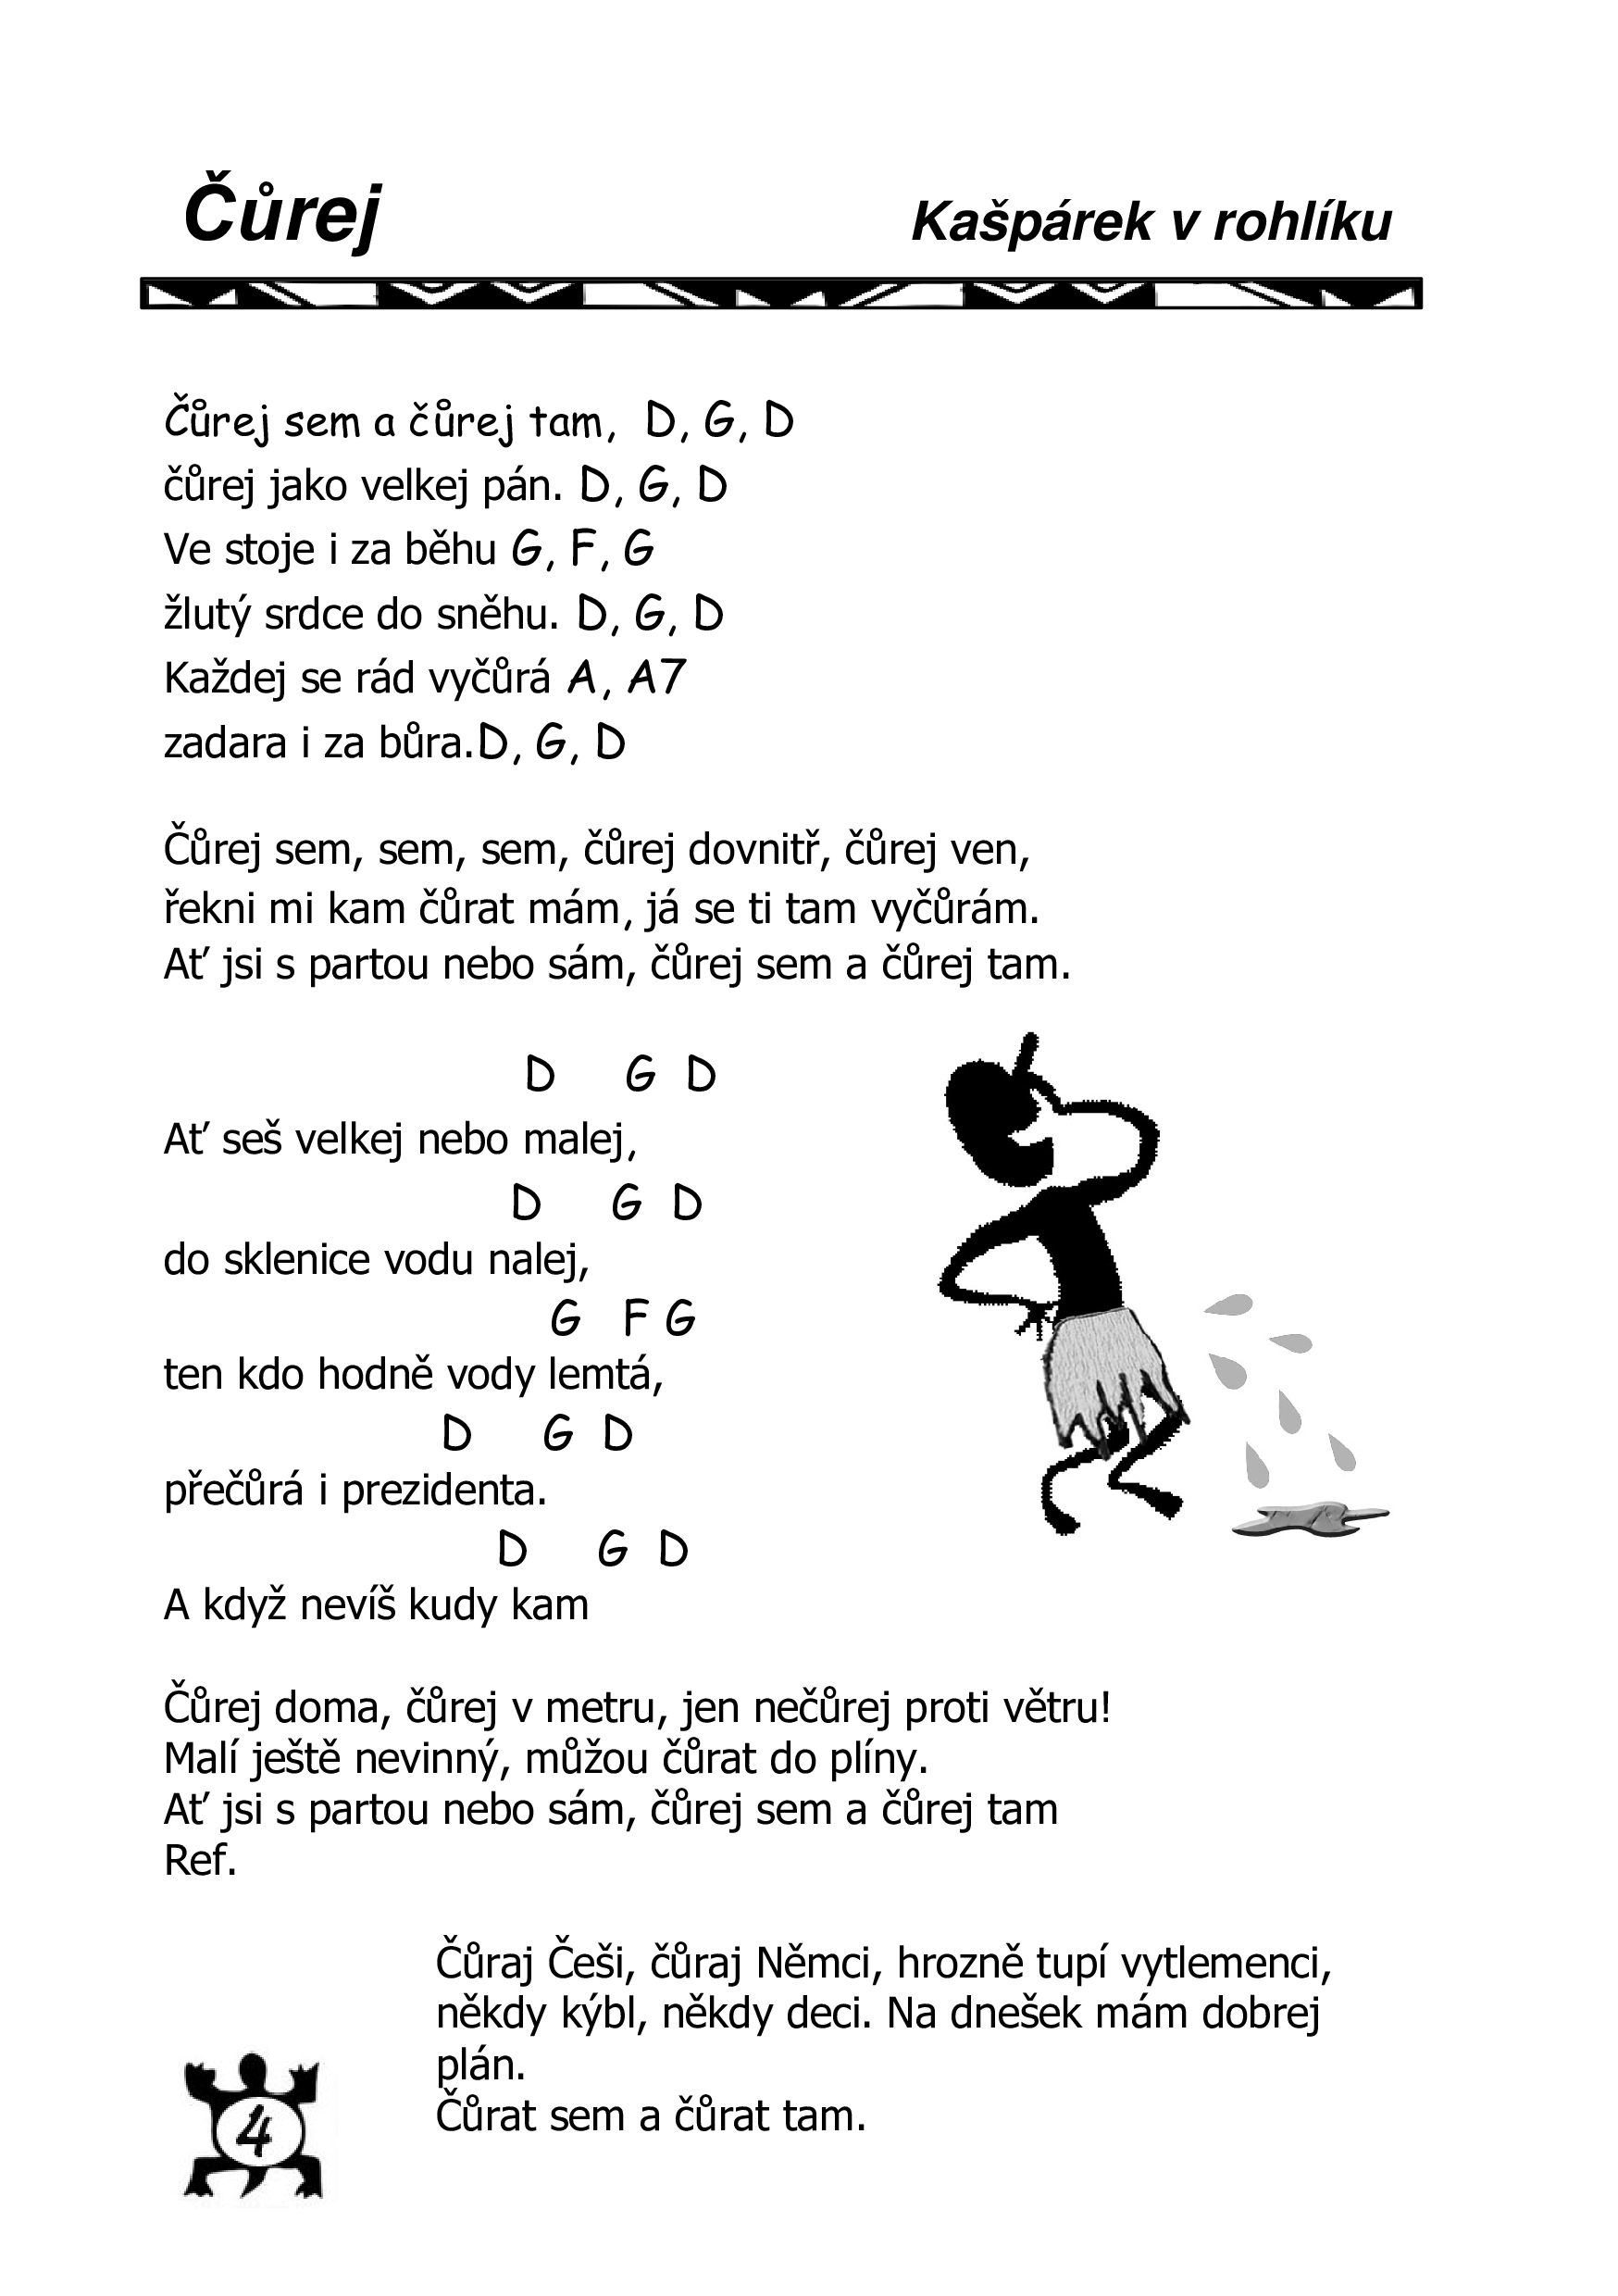 Čůrej
Kašpárek v rohlíku
Čůrej sem a čůrej tam, D, G, D
čůrej jako velkej pán. D, G, D
Ve stoje i za běhu G, F, G
žlutý srdce do sněhu. D, G, D
Každej se rád vyčůrá A, A7
zadara i za bůra.D, G, D
Čůrej sem, sem, sem, čůrej dovnitř, čůrej ven,
řekni mi kam čůrat mám, já se ti tam vyčůrám.
Ať jsi s partou nebo sám, čůrej sem a čůrej tam.
D G D
Ať seš velkej nebo malej,
D G D
do sklenice vodu nalej,
G F G
ten kdo hodně vody lemtá,
D G D
přečůrá i prezidenta.
D G D
A když nevíš kudy kam
Čůrej doma, čůrej v metru, jen nečůrej proti větru!
Malí ještě nevinný, můžou čůrat do plíny.
Ať jsi s partou nebo sám, čůrej sem a čůrej tam
Ref.
Čůraj Češi, čůraj Němci, hrozně tupí vytlemenci,
někdy kýbl, někdy deci. Na dnešek mám dobrej
plán.
Čůrat sem a čůrat tam.
4